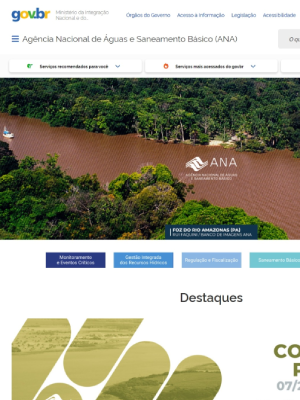 gov.br
Ministério da Integração
Nacional e do..
Órgãos do Governo
Acesso à Informação
Legislação
Acessibilidade
Agência Nacional de Águas e Saneamento Básico (ANA)
O q
Serviços recomendados para você
Serviços mais acessados do gov.br
ANA
AGÊNCIA NACIONAL DE ÁGUAS
E SANEAMENTO BÁSICO
FOZ DO RIO AMAZONAS (PA)
RUI FAQUINI / BANCO DE IMAGENS ANA
Monitoramento
e Eventos Críticos
Gestão Integrada
dos Recursos Hídricos
Regulação e Fiscalização
Saneamento Básico
Destaques
CO
07/2